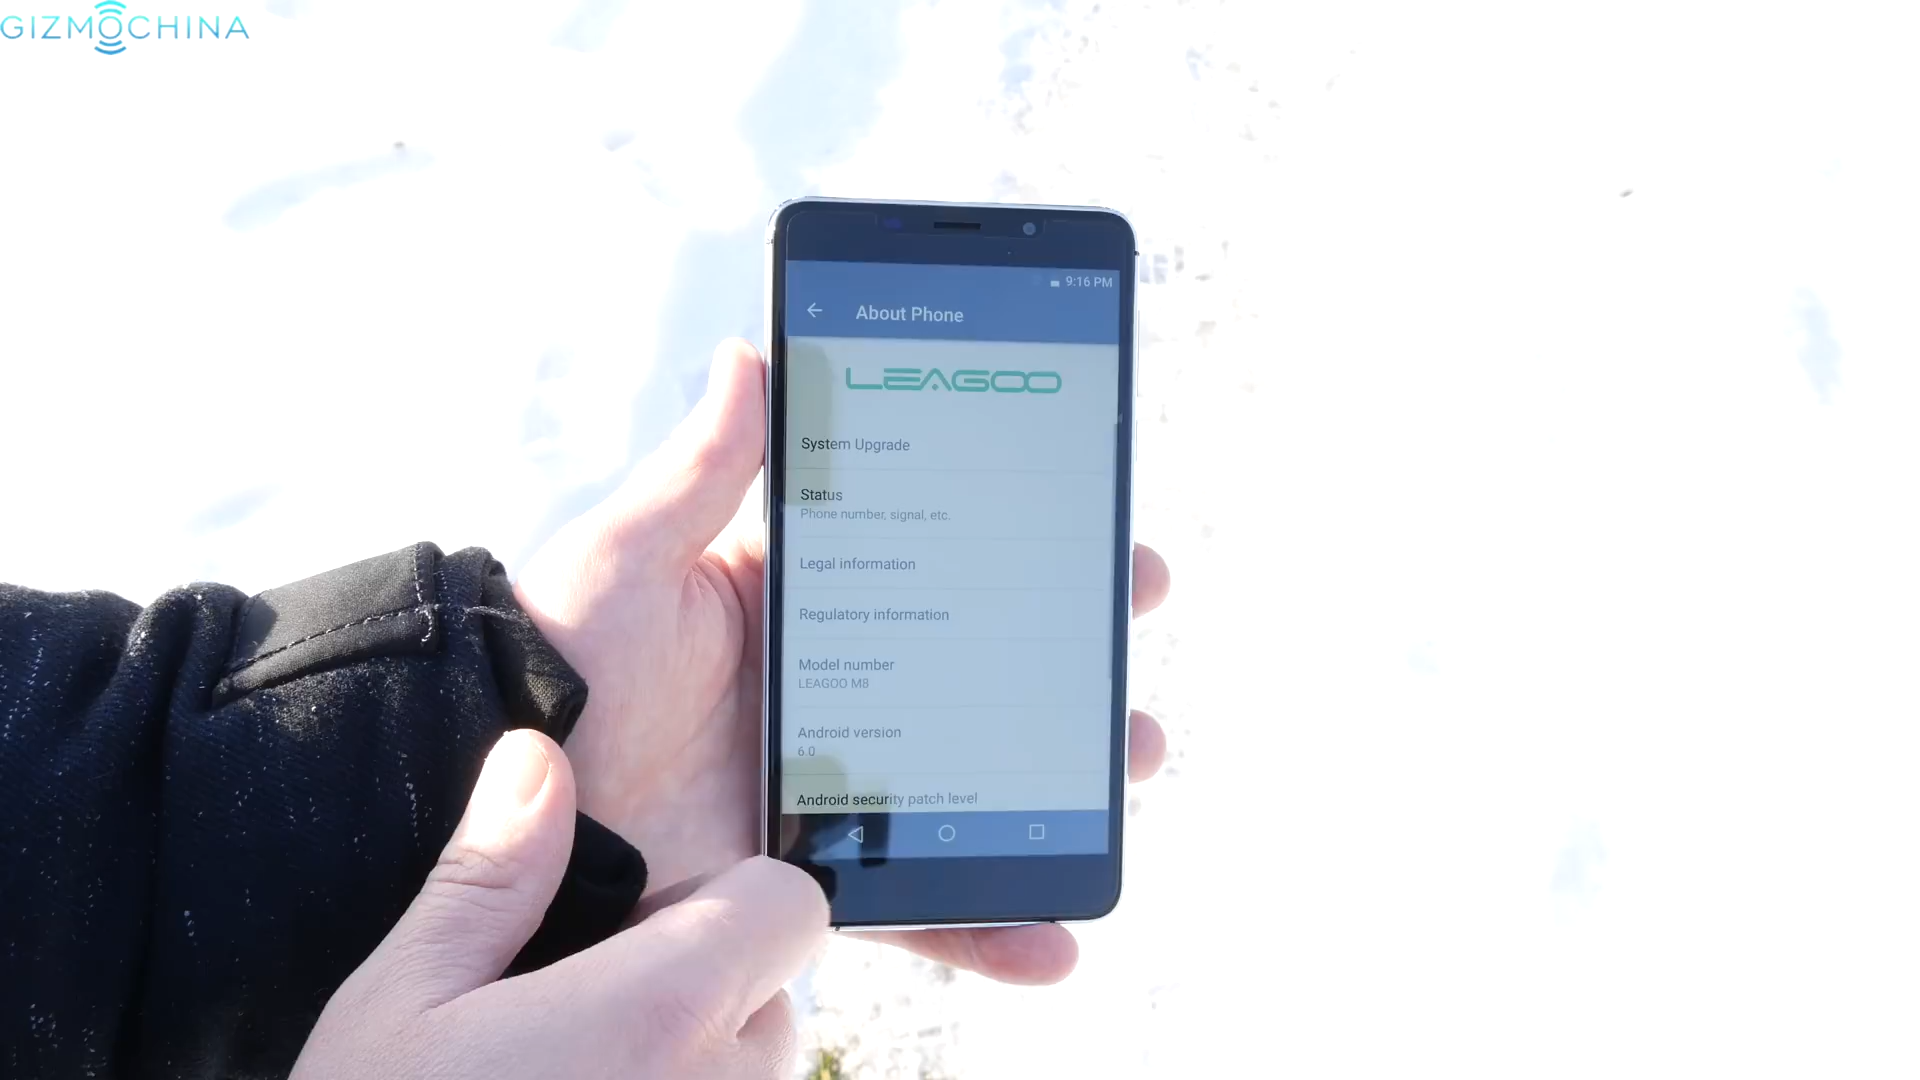 GIZMOCHINA
9:16 PM
About Phone
LEAGOO
System Upgrade
Status
Phone number, signal, etc.
Legal information
Regulatory information
Model number
LEAGOO M8
Android version
6.0
Android security patch level